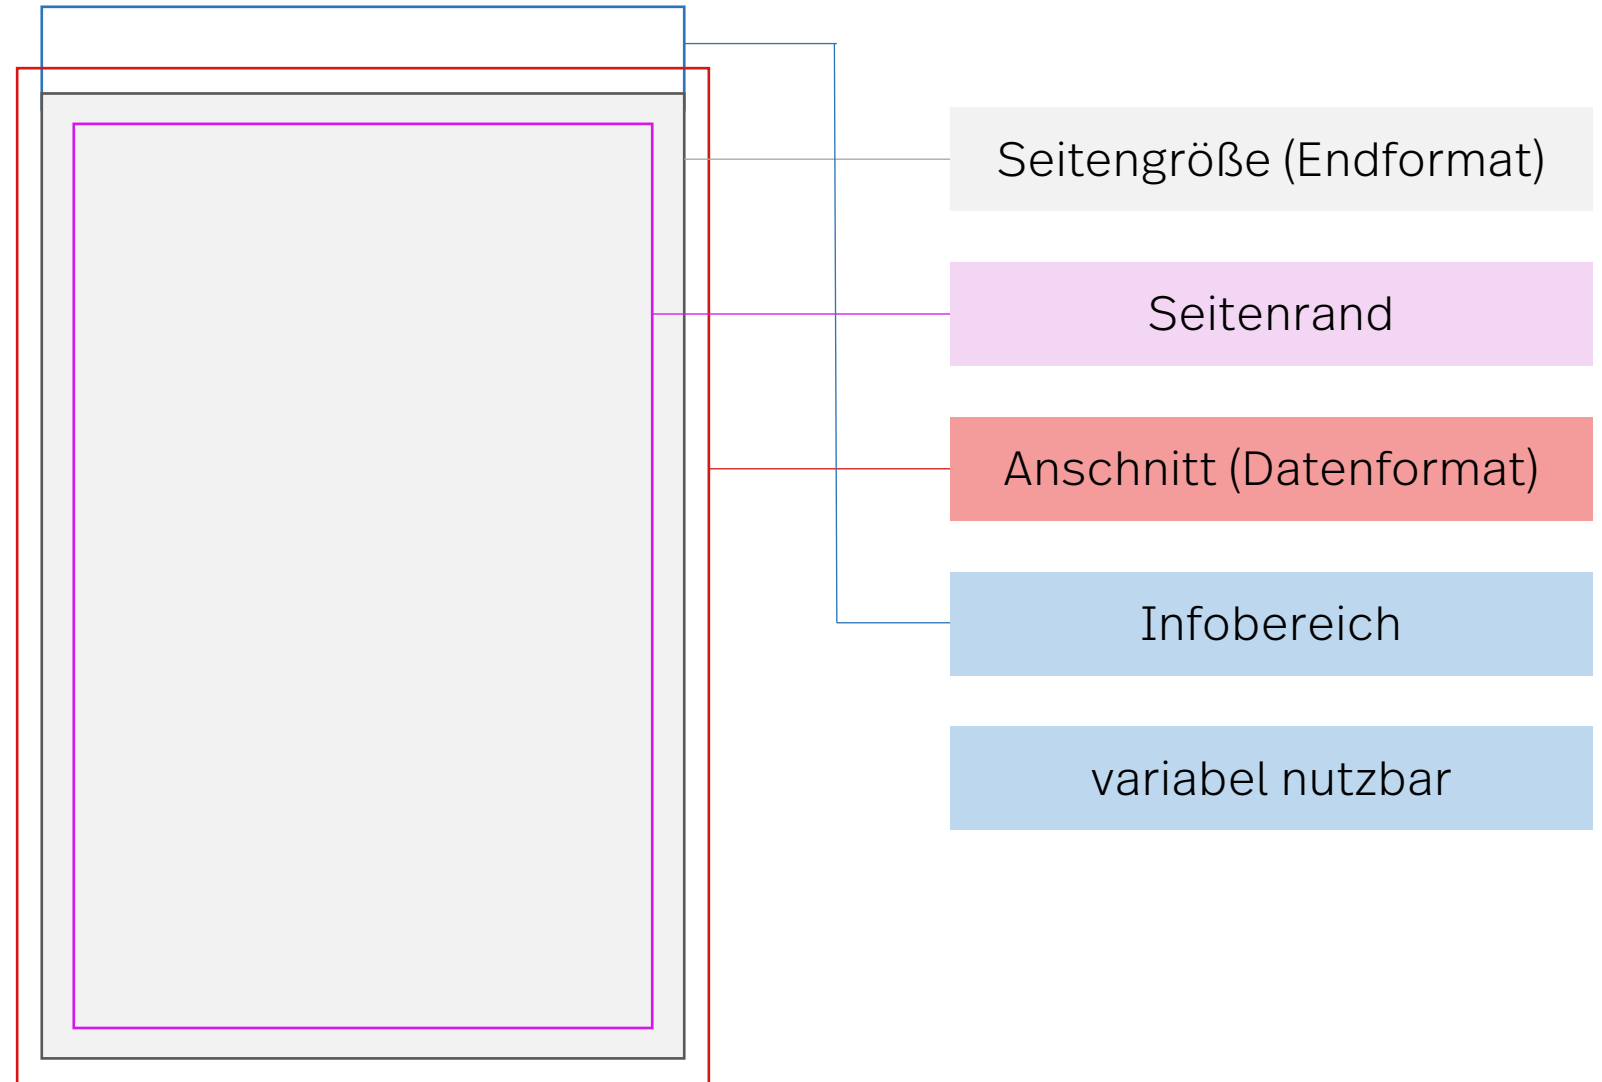 Seitengröße (Endformat)
Seitenrand
Anschnitt (Datenformat)
Infobereich
variabel nutzbar